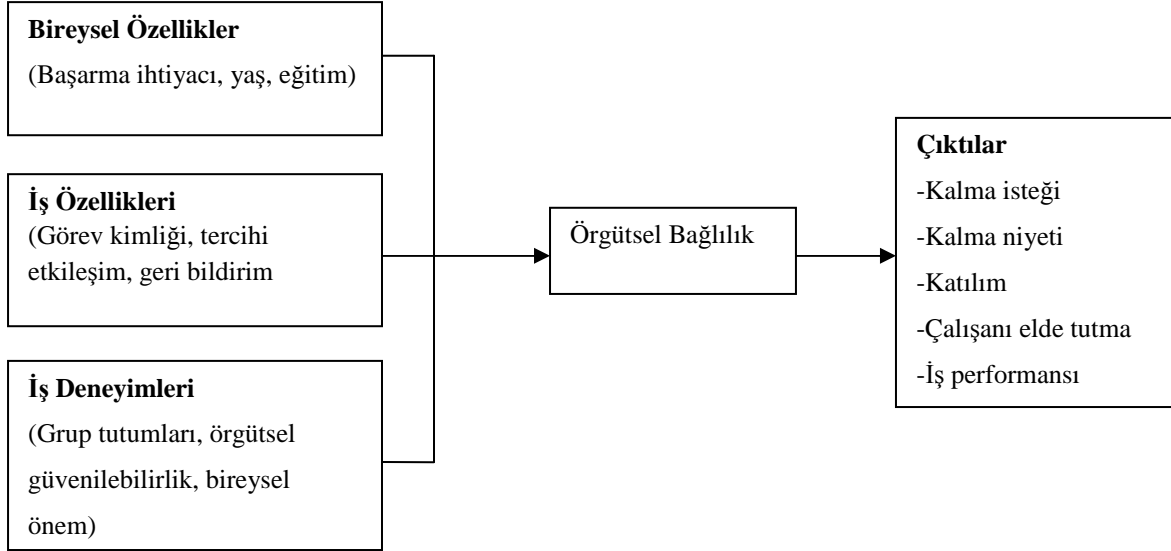 Bireysel Özellikler
(Başarma ihtiyacı, yaş, eğitim)
İş Özellikleri
(Görev kimliği, tercihi
etkileşim, geri bildirim
İş Deneyimleri
(Grup tutumları, örgütsel
güvenilebilirlik, bireysel
önem)
Örgütsel Bağlılık
Çıktılar
-Kalma isteği
-Kalma niyeti
-Katılım
-Çalışanı elde tutma
-İş performansı